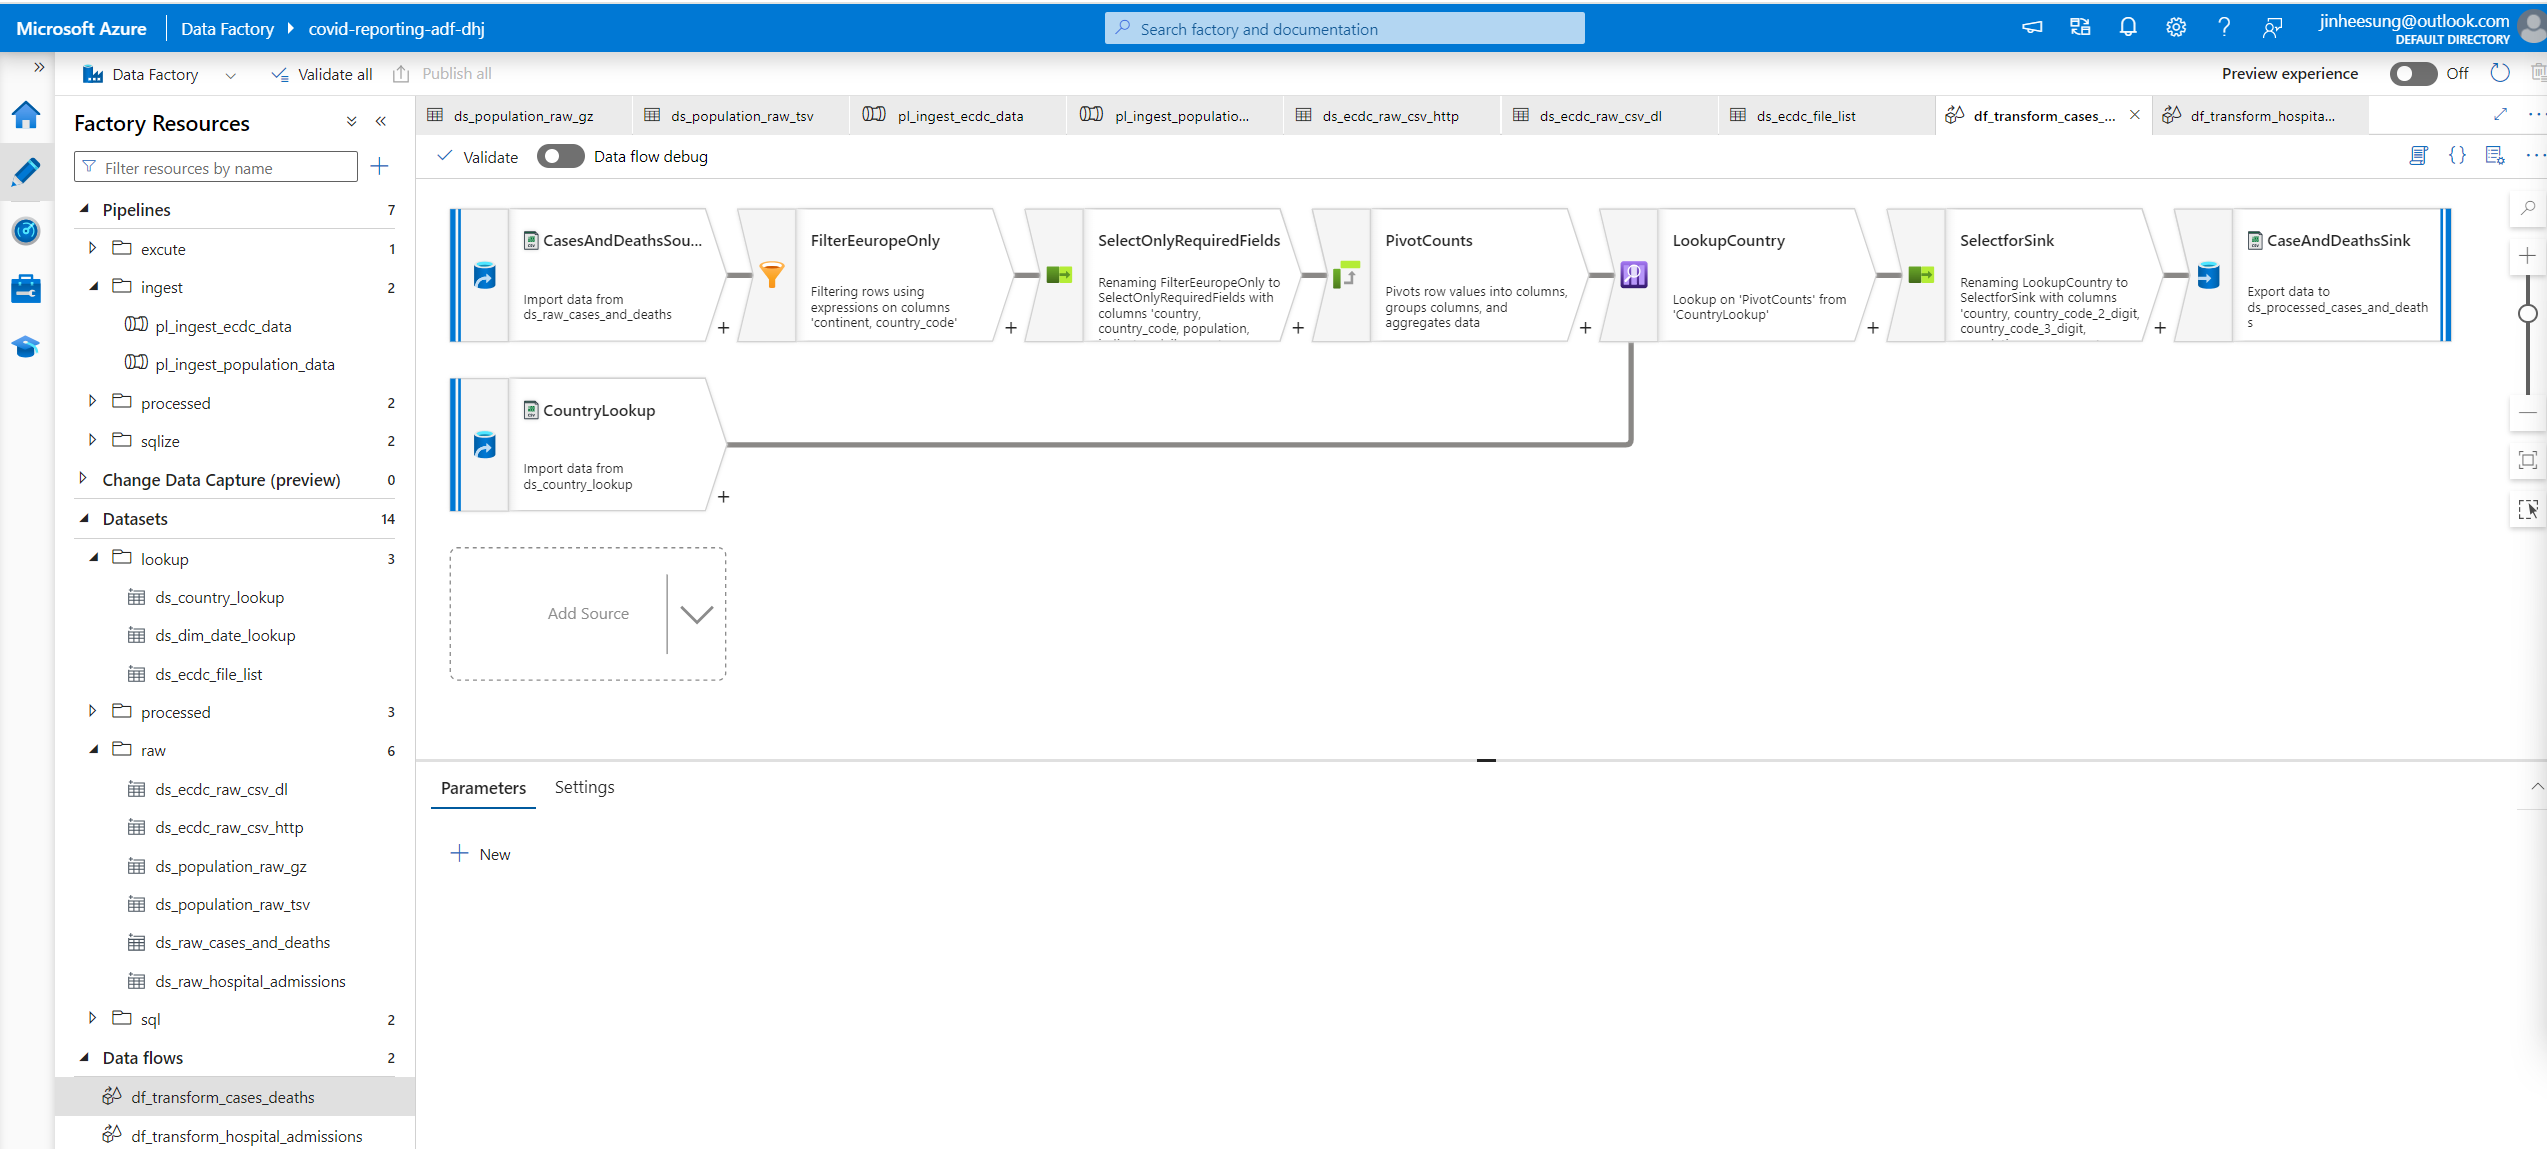 Microsoft Azure
Data Factory
covid-reporting-adf-dhj
Search factory and documentation
jinheesung@outlook.com
DEFAULT DIRECTORY
Data Factory
Validate all
Publish all
Preview experience
Off
Factory Resources
Filter resources by name
Pipelines 7
excute 1
ingest 2
pl_ingest_ecdc_data
pl_ingest_population_data
processed 2
sqlize 2
Change Data Capture (preview) 0
Datasets 14
lookup 3
ds_country_lookup
ds_dim_date_lookup
ds_ecdc_file_list
processed 3
raw 6
ds_ecdc_raw_csv_dl
ds_ecdc_raw_csv_http
ds_population_raw_gz
ds_population_raw_tsv
ds_raw_cases_and_deaths
ds_raw_hospital_admissions
sql 2
Data flows 2
df_transform_cases_deaths
df_transform_hospital_admissions
ds_population_raw_gz
ds_population_raw_tsv
pl_ingest_ecdc_data
pl_ingest_populatio...
ds_ecdc_raw_csv_http
ds_ecdc_raw_csv_dl
ds_ecdc_file_list
df_transform_cases_...
df_transform_hospita...
Validate
Data flow debug
CasesAndDeathsSou...
Import data from
ds_raw_cases_and_deaths
FilterEeuropeOnly
Filtering rows using
expressions on columns
'continent, country_code'
SelectOnlyRequiredFields
Renaming FilterEeuropeOnly to
SelectOnlyRequiredFields with
columns 'country,
country_code, population,
PivotCounts
Pivots row values into columns,
groups columns, and
aggregates data
LookupCountry
Lookup on 'PivotCounts' from
'CountryLookup'
SelectforSink
Renaming LookupCountry to
SelectforSink with columns
'country, country_code_2_digit,
country_code_3_digit,
CaseAndDeathsSink
Export data to
ds_processed_cases_and_death
s
CountryLookup
Import data from
ds_country_lookup
Add Source
Parameters
Settings
New